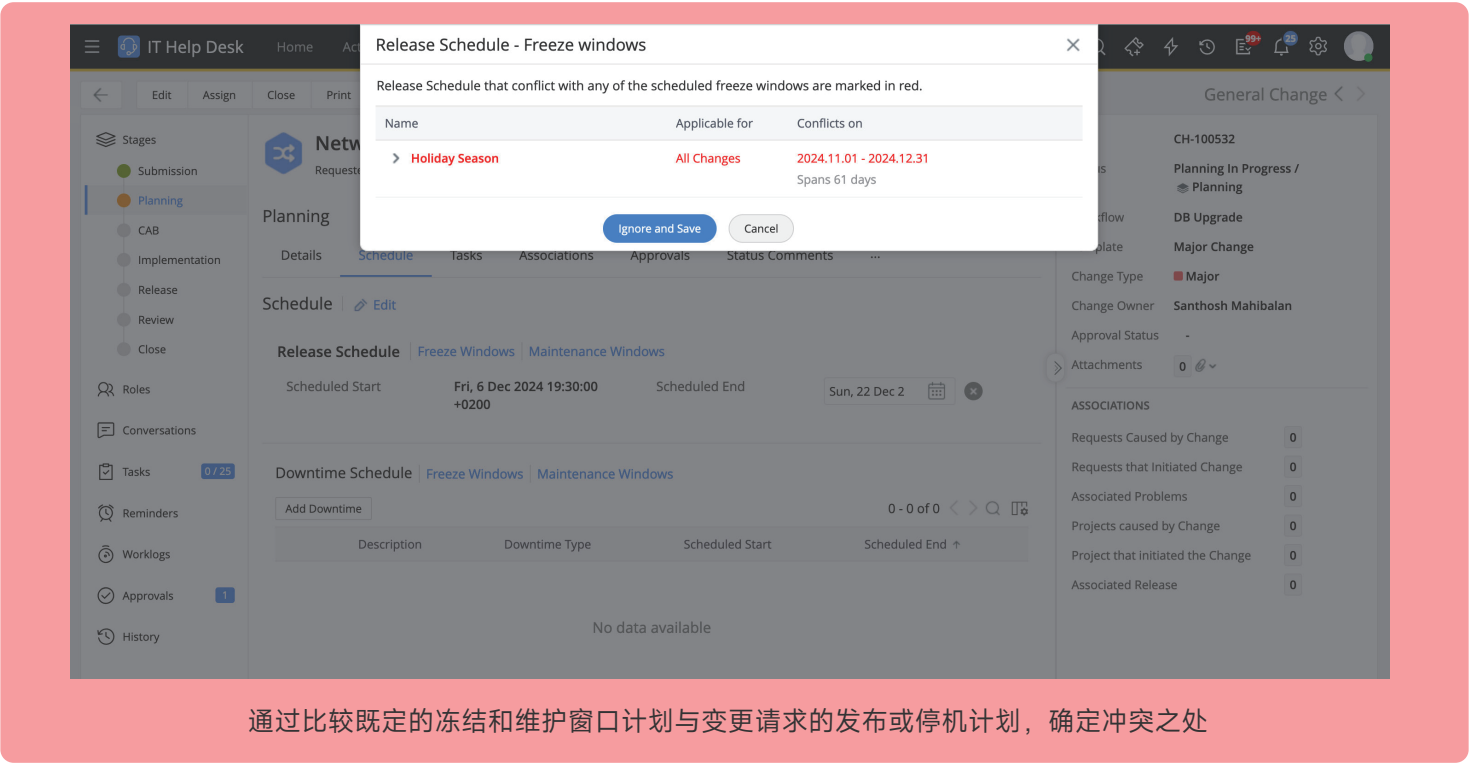 IT Help Desk
Home
Release Schedule - Freeze windows
99+
25
Release Schedule that conflict with any of the scheduled freeze windows are marked in red.
Name Applicable for Conflicts on
Holiday Season All Changes 2024.11.01 - 2024.12.31
Spans 61 days
Ignore and Save Cancel
Edit Assign Close Print
General Change
Stages
Submission
Planning
CAB
Implementation
Release
Review
Close
Roles
Conversations
Tasks 0 / 25
Reminders
Worklogs
Approvals 1
History
Planning
Details Schedule Tasks Associations Approvals Status Comments ...
Schedule Edit
Release Schedule Freeze Windows Maintenance Windows
Scheduled Start Fri, 6 Dec 2024 19:30:00 Scheduled End Sun, 22 Dec 2
+0200
Downtime Schedule Freeze Windows Maintenance Windows
Add Downtime 0 - 0 of 0
Description Downtime Type Scheduled Start Scheduled End
No data available
CH-100532
Planning In Progress /
Planning
DB Upgrade
Major Change
Change Type Major
Change Owner Santhosh Mahibalan
Approval Status -
Attachments 0
ASSOCIATIONS
Requests Caused by Change 0
Requests that Initiated Change 0
Associated Problems 0
Projects caused by Change 0
Project that initiated the Change 0
Associated Release 0
通过比较既定的冻结和维护窗口计划与变更请求的发布或停机计划，确定冲突之处